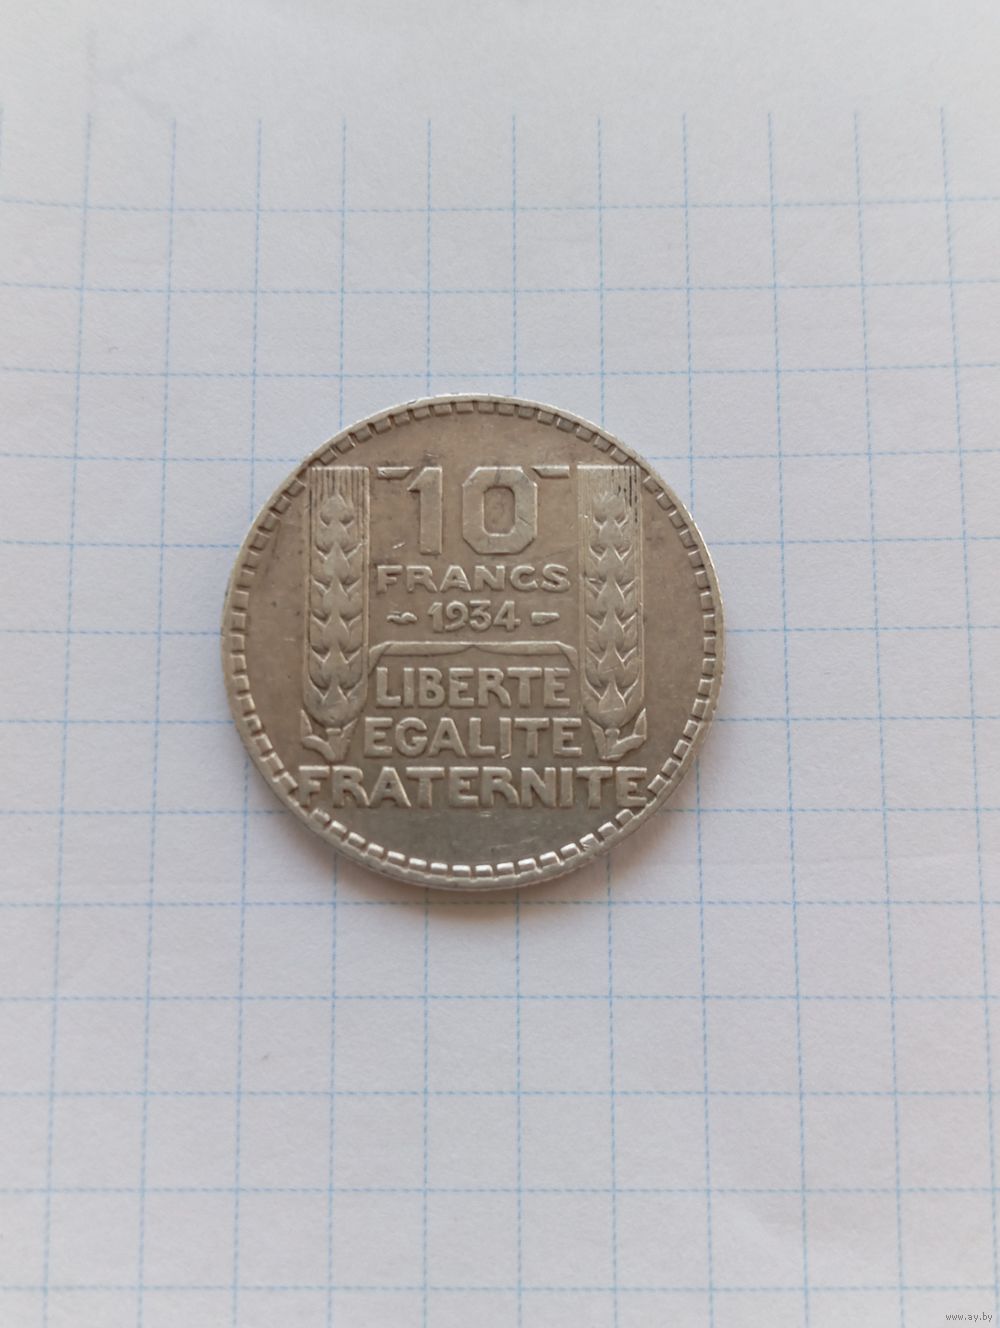 10
FRANCS
1934
LIBERTE
EGALITE
FRATERNITE
www.ay.by